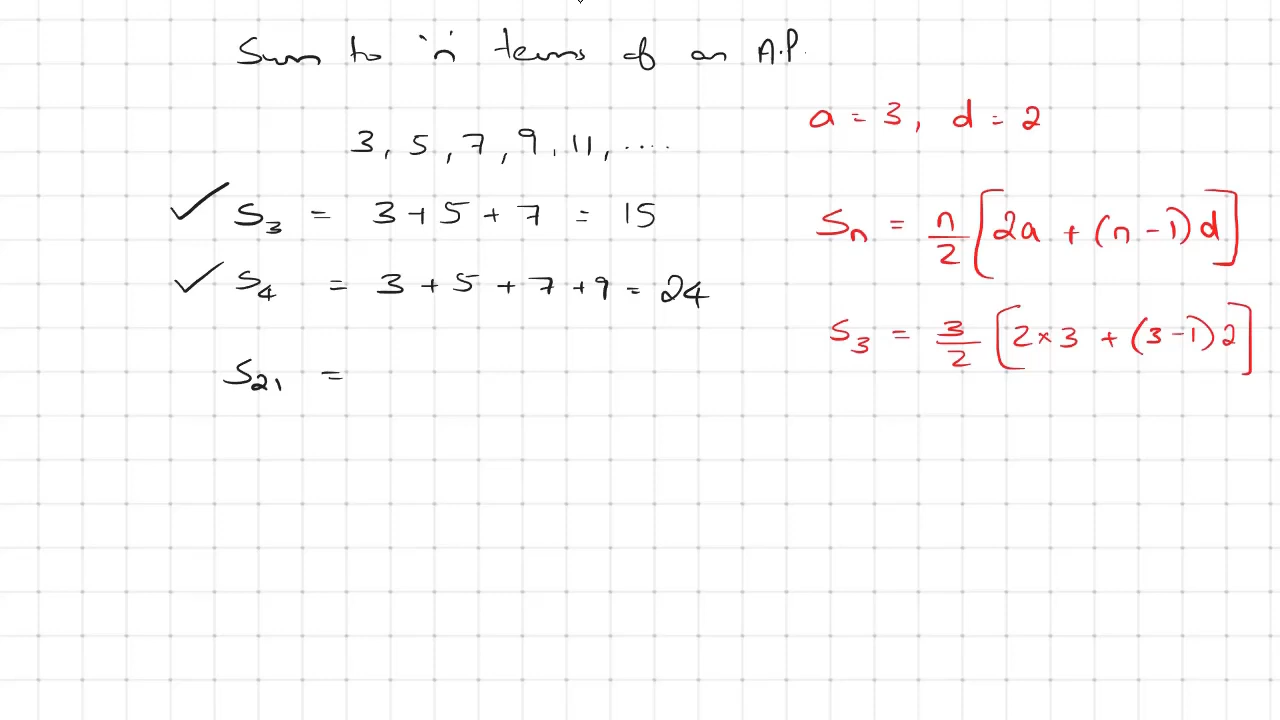 Sum to 'n' terms of an A.P.
3, 5, 7, 9, 11, ....
✓ S₃ = 3 + 5 + 7 = 15
✓ S₄ = 3 + 5 + 7 + 9 = 24
S₂₁ =
a = 3, d = 2
Sₙ = n/2 [2a + (n - 1)d]
S₃ = 3/2 [2 × 3 + (3 - 1)2]